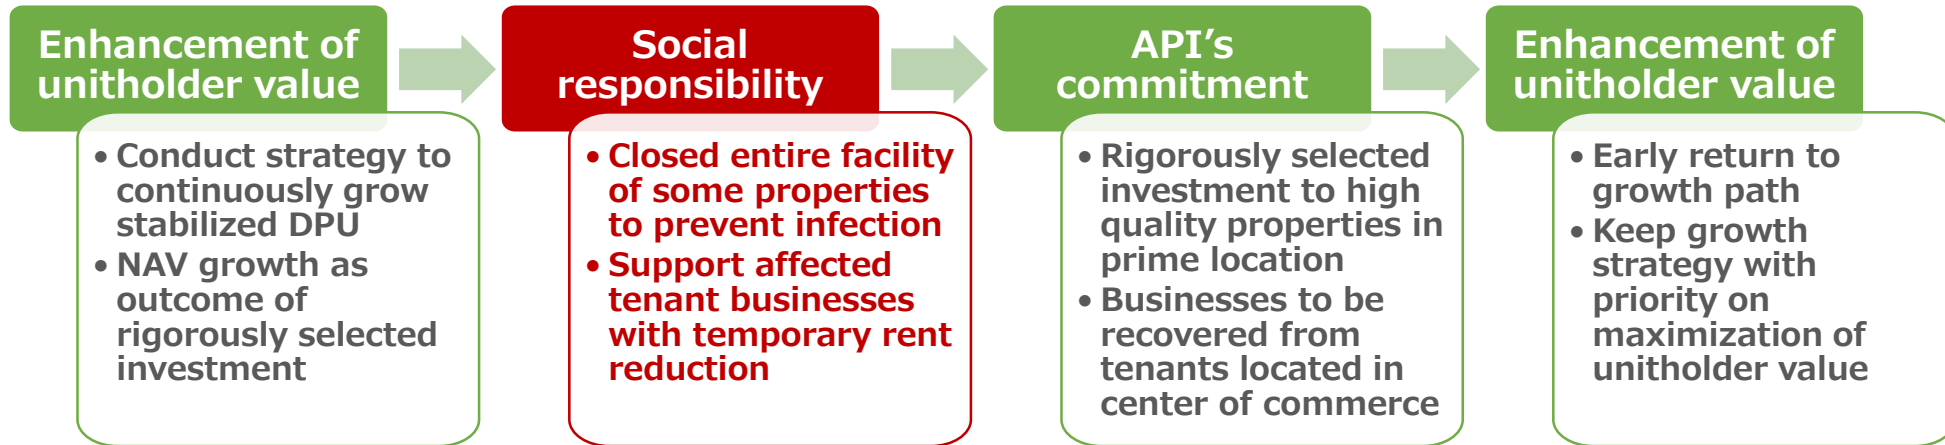 Enhancement of
unitholder value
• Conduct strategy to
continuously grow
stabilized DPU
• NAV growth as
outcome of
rigorously selected
investment
Social
responsibility
• Closed entire facility
of some properties
to prevent infection
• Support affected
tenant businesses
with temporary rent
reduction
API’s
commitment
• Rigorously selected
investment to high
quality properties in
prime location
• Businesses to be
recovered from
tenants located in
center of commerce
Enhancement of
unitholder value
• Early return to
growth path
• Keep growth
strategy with
priority on
maximization of
unitholder value